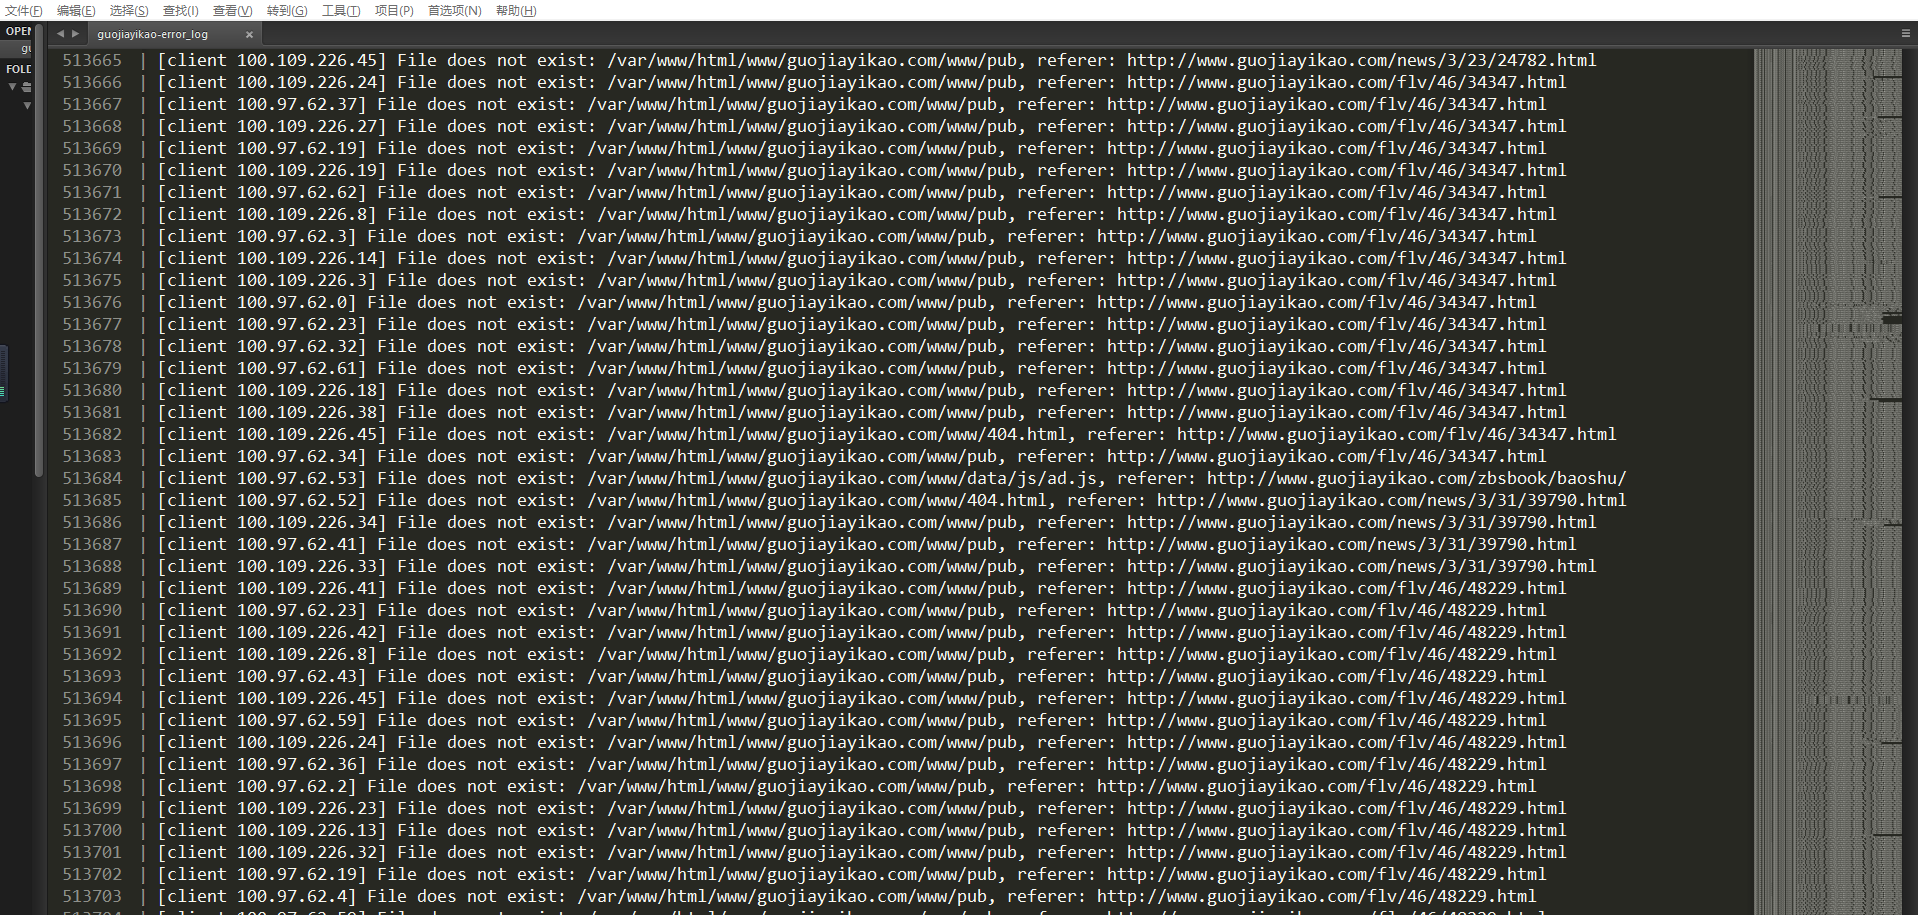 文件(F) 编辑(E) 选择(S) 查找(I) 查看(V) 转到(G) 工具(T) 项目(P) 首选项(N) 帮助(H)
OPEN
gu
FOLD
guojiayikao-error_log ×
513665 | [client 100.109.226.45] File does not exist: /var/www/html/www/guojiayikao.com/www/pub, referer: http://www.guojiayikao.com/news/3/23/24782.html
513666 | [client 100.109.226.24] File does not exist: /var/www/html/www/guojiayikao.com/www/pub, referer: http://www.guojiayikao.com/flv/46/34347.html
513667 | [client 100.97.62.37] File does not exist: /var/www/html/www/guojiayikao.com/www/pub, referer: http://www.guojiayikao.com/flv/46/34347.html
513668 | [client 100.109.226.27] File does not exist: /var/www/html/www/guojiayikao.com/www/pub, referer: http://www.guojiayikao.com/flv/46/34347.html
513669 | [client 100.97.62.19] File does not exist: /var/www/html/www/guojiayikao.com/www/pub, referer: http://www.guojiayikao.com/flv/46/34347.html
513670 | [client 100.109.226.19] File does not exist: /var/www/html/www/guojiayikao.com/www/pub, referer: http://www.guojiayikao.com/flv/46/34347.html
513671 | [client 100.97.62.62] File does not exist: /var/www/html/www/guojiayikao.com/www/pub, referer: http://www.guojiayikao.com/flv/46/34347.html
513672 | [client 100.109.226.8] File does not exist: /var/www/html/www/guojiayikao.com/www/pub, referer: http://www.guojiayikao.com/flv/46/34347.html
513673 | [client 100.97.62.3] File does not exist: /var/www/html/www/guojiayikao.com/www/pub, referer: http://www.guojiayikao.com/flv/46/34347.html
513674 | [client 100.109.226.14] File does not exist: /var/www/html/www/guojiayikao.com/www/pub, referer: http://www.guojiayikao.com/flv/46/34347.html
513675 | [client 100.109.226.3] File does not exist: /var/www/html/www/guojiayikao.com/www/pub, referer: http://www.guojiayikao.com/flv/46/34347.html
513676 | [client 100.97.62.0] File does not exist: /var/www/html/www/guojiayikao.com/www/pub, referer: http://www.guojiayikao.com/flv/46/34347.html
513677 | [client 100.97.62.23] File does not exist: /var/www/html/www/guojiayikao.com/www/pub, referer: http://www.guojiayikao.com/flv/46/34347.html
513678 | [client 100.97.62.32] File does not exist: /var/www/html/www/guojiayikao.com/www/pub, referer: http://www.guojiayikao.com/flv/46/34347.html
513679 | [client 100.97.62.61] File does not exist: /var/www/html/www/guojiayikao.com/www/pub, referer: http://www.guojiayikao.com/flv/46/34347.html
513680 | [client 100.109.226.18] File does not exist: /var/www/html/www/guojiayikao.com/www/pub, referer: http://www.guojiayikao.com/flv/46/34347.html
513681 | [client 100.109.226.38] File does not exist: /var/www/html/www/guojiayikao.com/www/pub, referer: http://www.guojiayikao.com/flv/46/34347.html
513682 | [client 100.109.226.45] File does not exist: /var/www/html/www/guojiayikao.com/www/404.html, referer: http://www.guojiayikao.com/flv/46/34347.html
513683 | [client 100.97.62.34] File does not exist: /var/www/html/www/guojiayikao.com/www/pub, referer: http://www.guojiayikao.com/flv/46/34347.html
513684 | [client 100.97.62.53] File does not exist: /var/www/html/www/guojiayikao.com/www/data/js/ad.js, referer: http://www.guojiayikao.com/zbsbook/baoshu/
513685 | [client 100.97.62.52] File does not exist: /var/www/html/www/guojiayikao.com/www/404.html, referer: http://www.guojiayikao.com/news/3/31/39790.html
513686 | [client 100.109.226.34] File does not exist: /var/www/html/www/guojiayikao.com/www/pub, referer: http://www.guojiayikao.com/news/3/31/39790.html
513687 | [client 100.97.62.41] File does not exist: /var/www/html/www/guojiayikao.com/www/pub, referer: http://www.guojiayikao.com/news/3/31/39790.html
513688 | [client 100.109.226.33] File does not exist: /var/www/html/www/guojiayikao.com/www/pub, referer: http://www.guojiayikao.com/news/3/31/39790.html
513689 | [client 100.109.226.41] File does not exist: /var/www/html/www/guojiayikao.com/www/pub, referer: http://www.guojiayikao.com/flv/46/48229.html
513690 | [client 100.97.62.23] File does not exist: /var/www/html/www/guojiayikao.com/www/pub, referer: http://www.guojiayikao.com/flv/46/48229.html
513691 | [client 100.109.226.42] File does not exist: /var/www/html/www/guojiayikao.com/www/pub, referer: http://www.guojiayikao.com/flv/46/48229.html
513692 | [client 100.109.226.8] File does not exist: /var/www/html/www/guojiayikao.com/www/pub, referer: http://www.guojiayikao.com/flv/46/48229.html
513693 | [client 100.97.62.43] File does not exist: /var/www/html/www/guojiayikao.com/www/pub, referer: http://www.guojiayikao.com/flv/46/48229.html
513694 | [client 100.109.226.45] File does not exist: /var/www/html/www/guojiayikao.com/www/pub, referer: http://www.guojiayikao.com/flv/46/48229.html
513695 | [client 100.97.62.59] File does not exist: /var/www/html/www/guojiayikao.com/www/pub, referer: http://www.guojiayikao.com/flv/46/48229.html
513696 | [client 100.109.226.24] File does not exist: /var/www/html/www/guojiayikao.com/www/pub, referer: http://www.guojiayikao.com/flv/46/48229.html
513697 | [client 100.97.62.36] File does not exist: /var/www/html/www/guojiayikao.com/www/pub, referer: http://www.guojiayikao.com/flv/46/48229.html
513698 | [client 100.97.62.2] File does not exist: /var/www/html/www/guojiayikao.com/www/pub, referer: http://www.guojiayikao.com/flv/46/48229.html
513699 | [client 100.109.226.23] File does not exist: /var/www/html/www/guojiayikao.com/www/pub, referer: http://www.guojiayikao.com/flv/46/48229.html
513700 | [client 100.109.226.13] File does not exist: /var/www/html/www/guojiayikao.com/www/pub, referer: http://www.guojiayikao.com/flv/46/48229.html
513701 | [client 100.109.226.32] File does not exist: /var/www/html/www/guojiayikao.com/www/pub, referer: http://www.guojiayikao.com/flv/46/48229.html
513702 | [client 100.97.62.19] File does not exist: /var/www/html/www/guojiayikao.com/www/pub, referer: http://www.guojiayikao.com/flv/46/48229.html
513703 | [client 100.97.62.4] File does not exist: /var/www/html/www/guojiayikao.com/www/pub, referer: http://www.guojiayikao.com/flv/46/48229.html